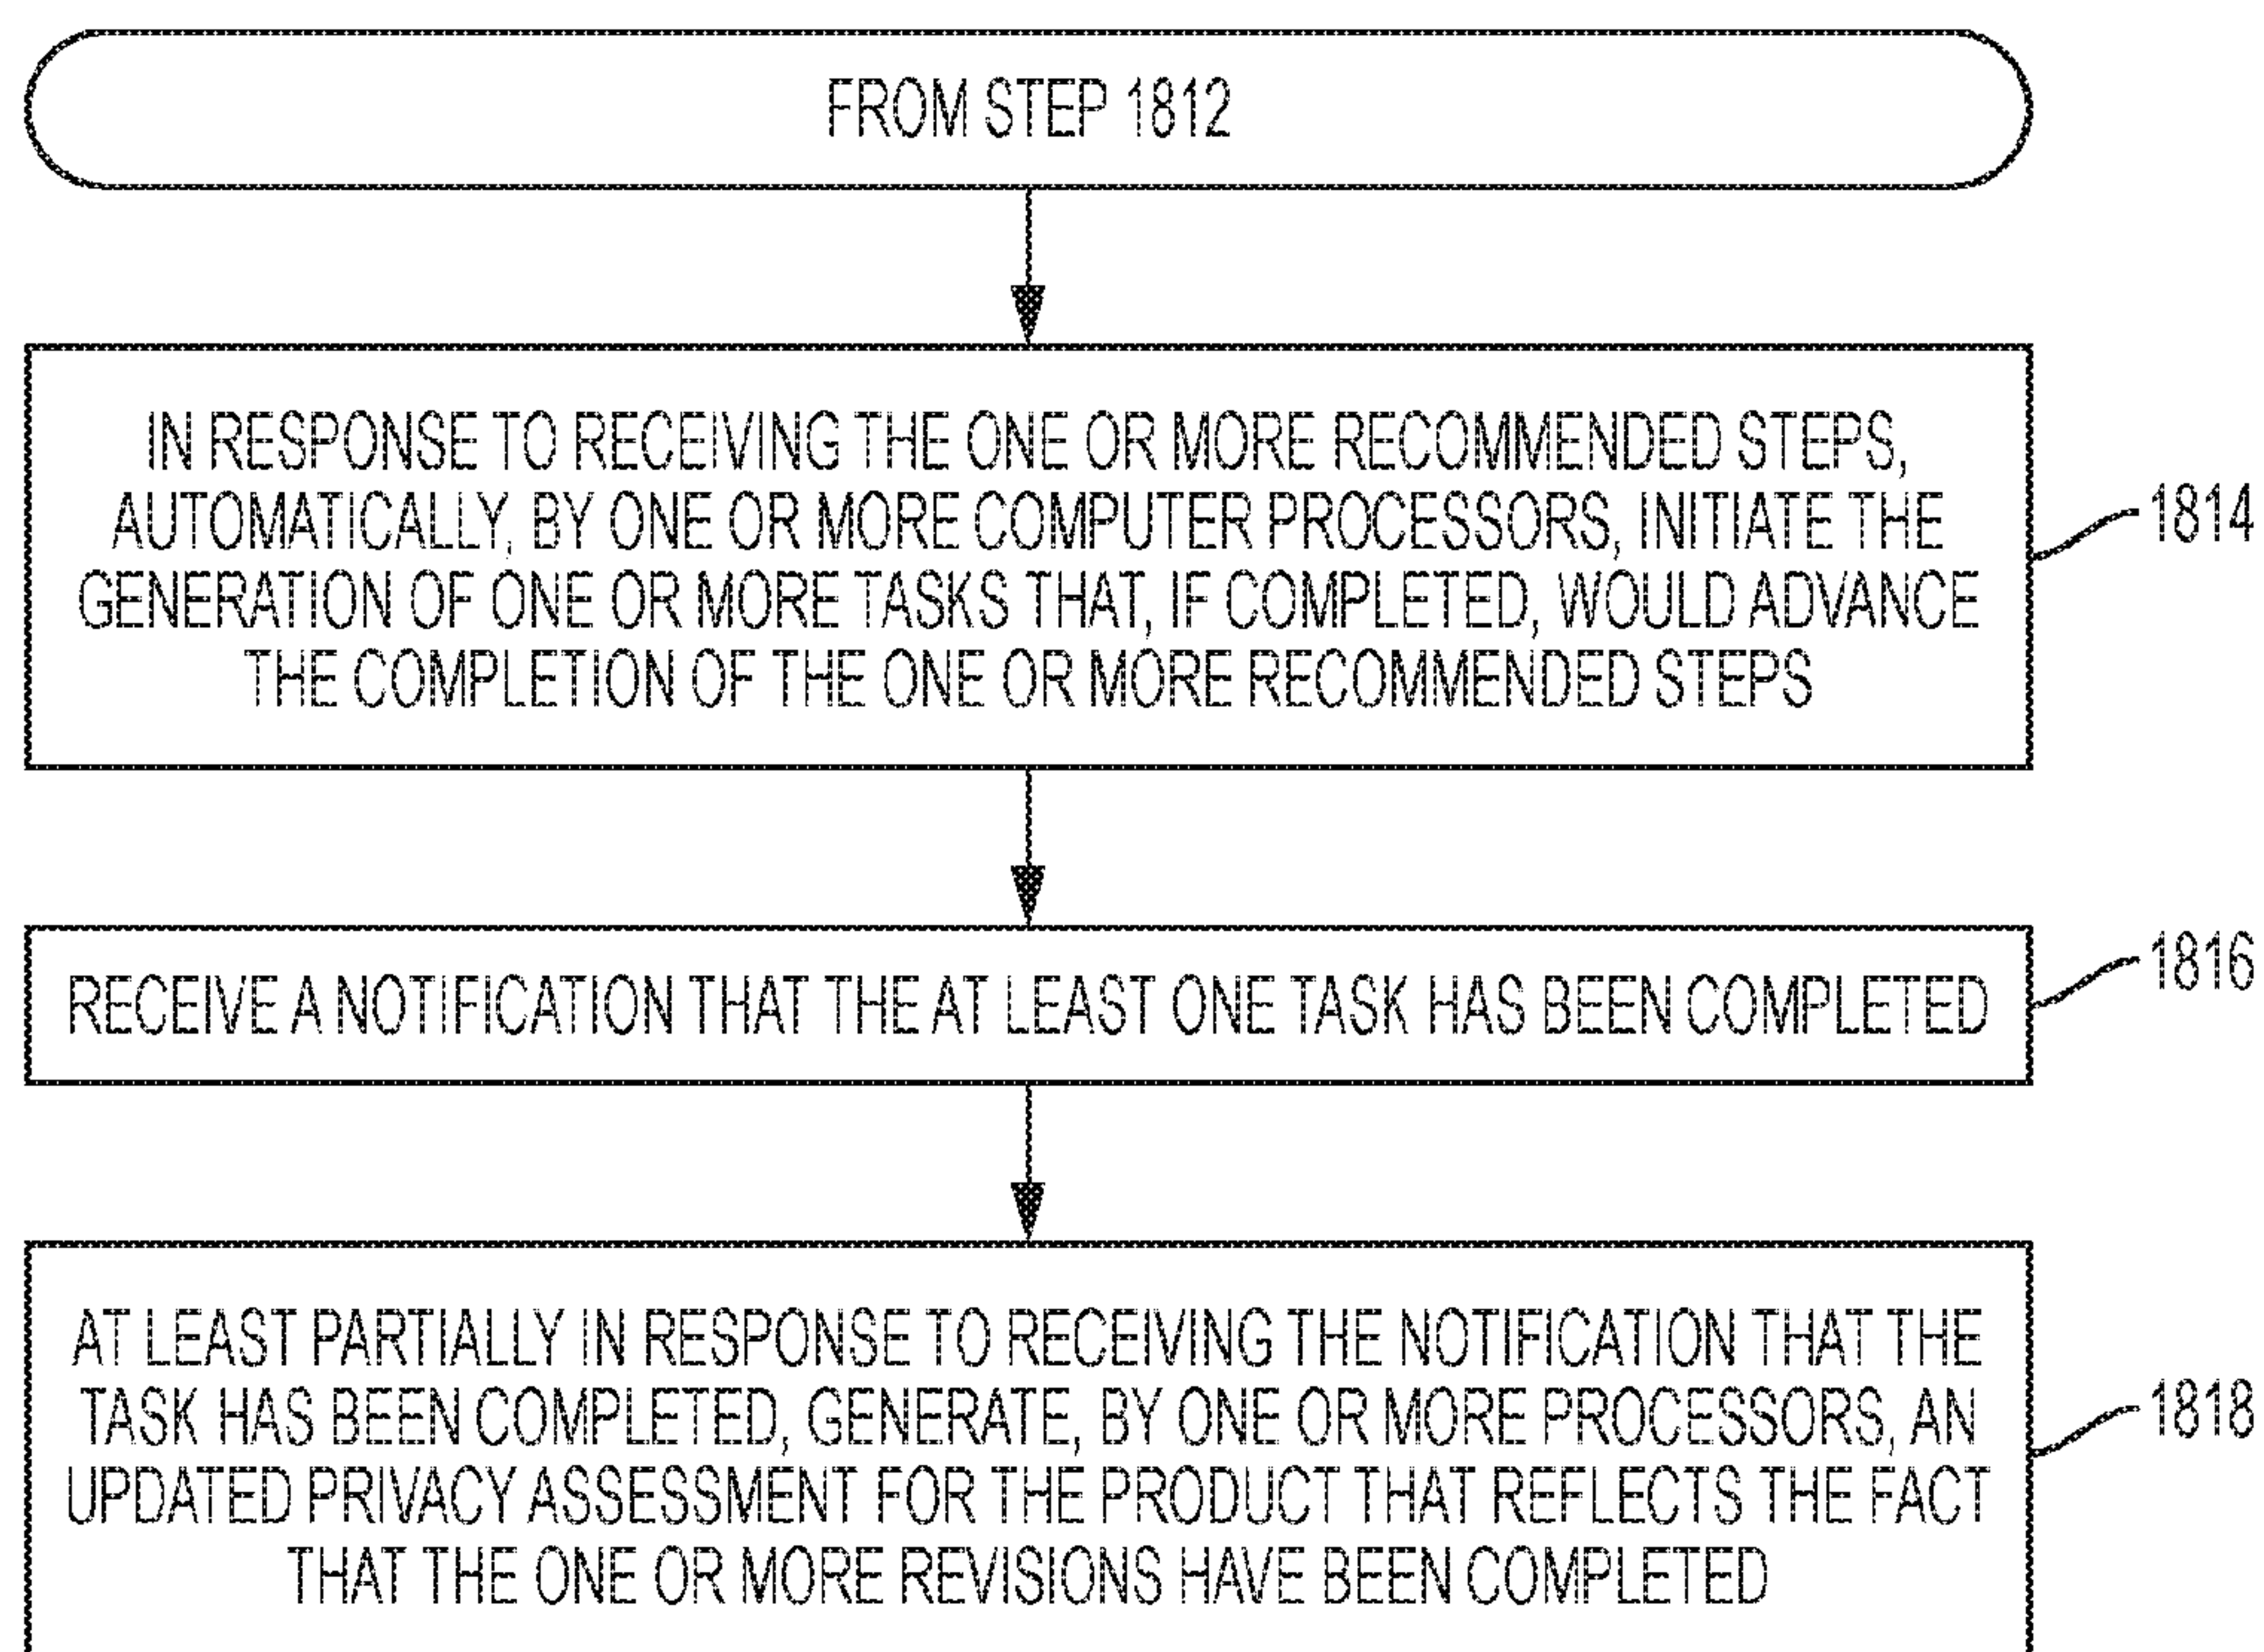 FROM STEP 1812
IN RESPONSE TO RECEIVING THE ONE OR MORE RECOMMENDED STEPS,
AUTOMATICALLY, BY ONE OR MORE COMPUTER PROCESSORS, INITIATE THE
GENERATION OF ONE OR MORE TASKS THAT, IF COMPLETED, WOULD ADVANCE
THE COMPLETION OF THE ONE OR MORE RECOMMENDED STEPS
1814
RECEIVE A NOTIFICATION THAT THE AT LEAST ONE TASK HAS BEEN COMPLETED
1816
AT LEAST PARTIALLY IN RESPONSE TO RECEIVING THE NOTIFICATION THAT THE
TASK HAS BEEN COMPLETED, GENERATE, BY ONE OR MORE PROCESSORS, AN
UPDATED PRIVACY ASSESSMENT FOR THE PRODUCT THAT REFLECTS THE FACT
THAT THE ONE OR MORE REVISIONS HAVE BEEN COMPLETED
1818